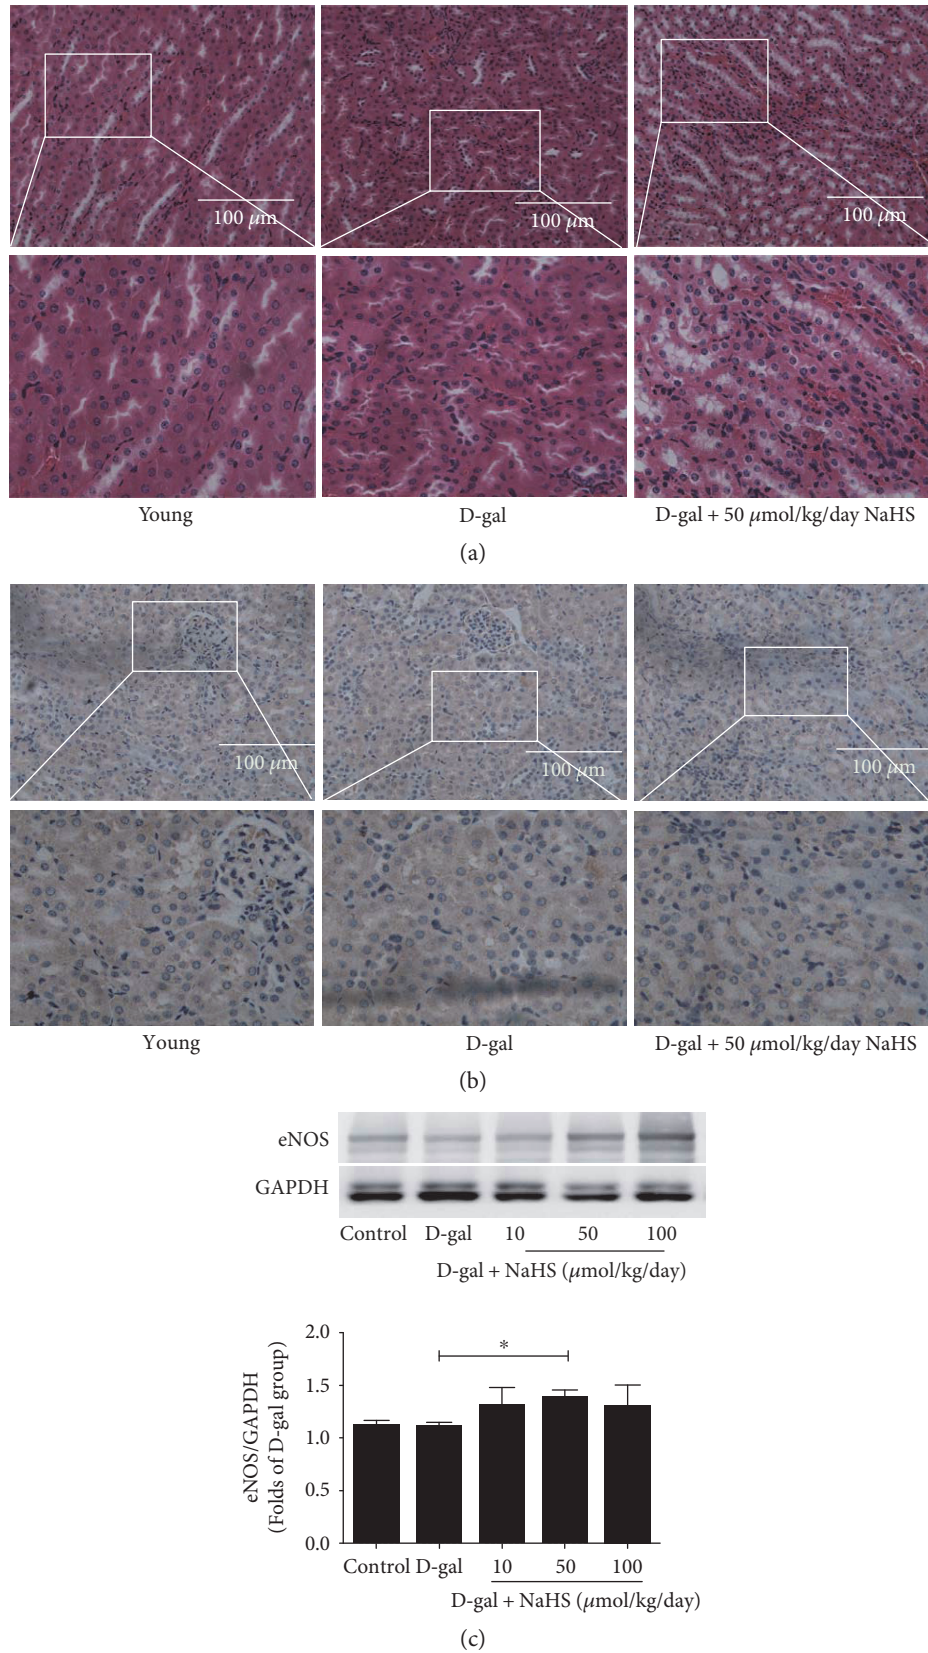 100 μm
100 μm
100 μm
Young
D-gal
D-gal + 50 μmol/kg/day NaHS
(a)
100 μm
100 μm
100 μm
Young
D-gal
D-gal + 50 μmol/kg/day NaHS
(b)
eNOS
GAPDH
Control D-gal 10 50 100
D-gal + NaHS (μmol/kg/day)
eNOS/GAPDH
(Folds of D-gal group)
2.0
1.5
1.0
0.5
0.0
*
Control D-gal 10 50 100
D-gal + NaHS (μmol/kg/day)
(c)